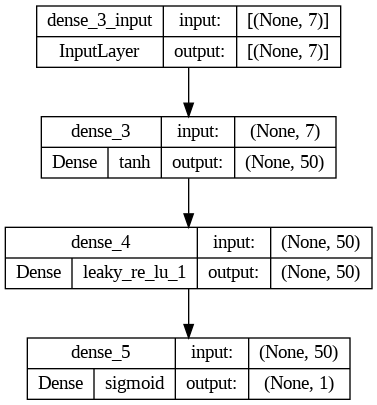 dense_3_input input: [(None, 7)]
InputLayer output: [(None, 7)]
dense_3 input: (None, 7)
Dense tanh output: (None, 50)
dense_4 input: (None, 50)
Dense leaky_re_lu_1 output: (None, 50)
dense_5 input: (None, 50)
Dense sigmoid output: (None, 1)